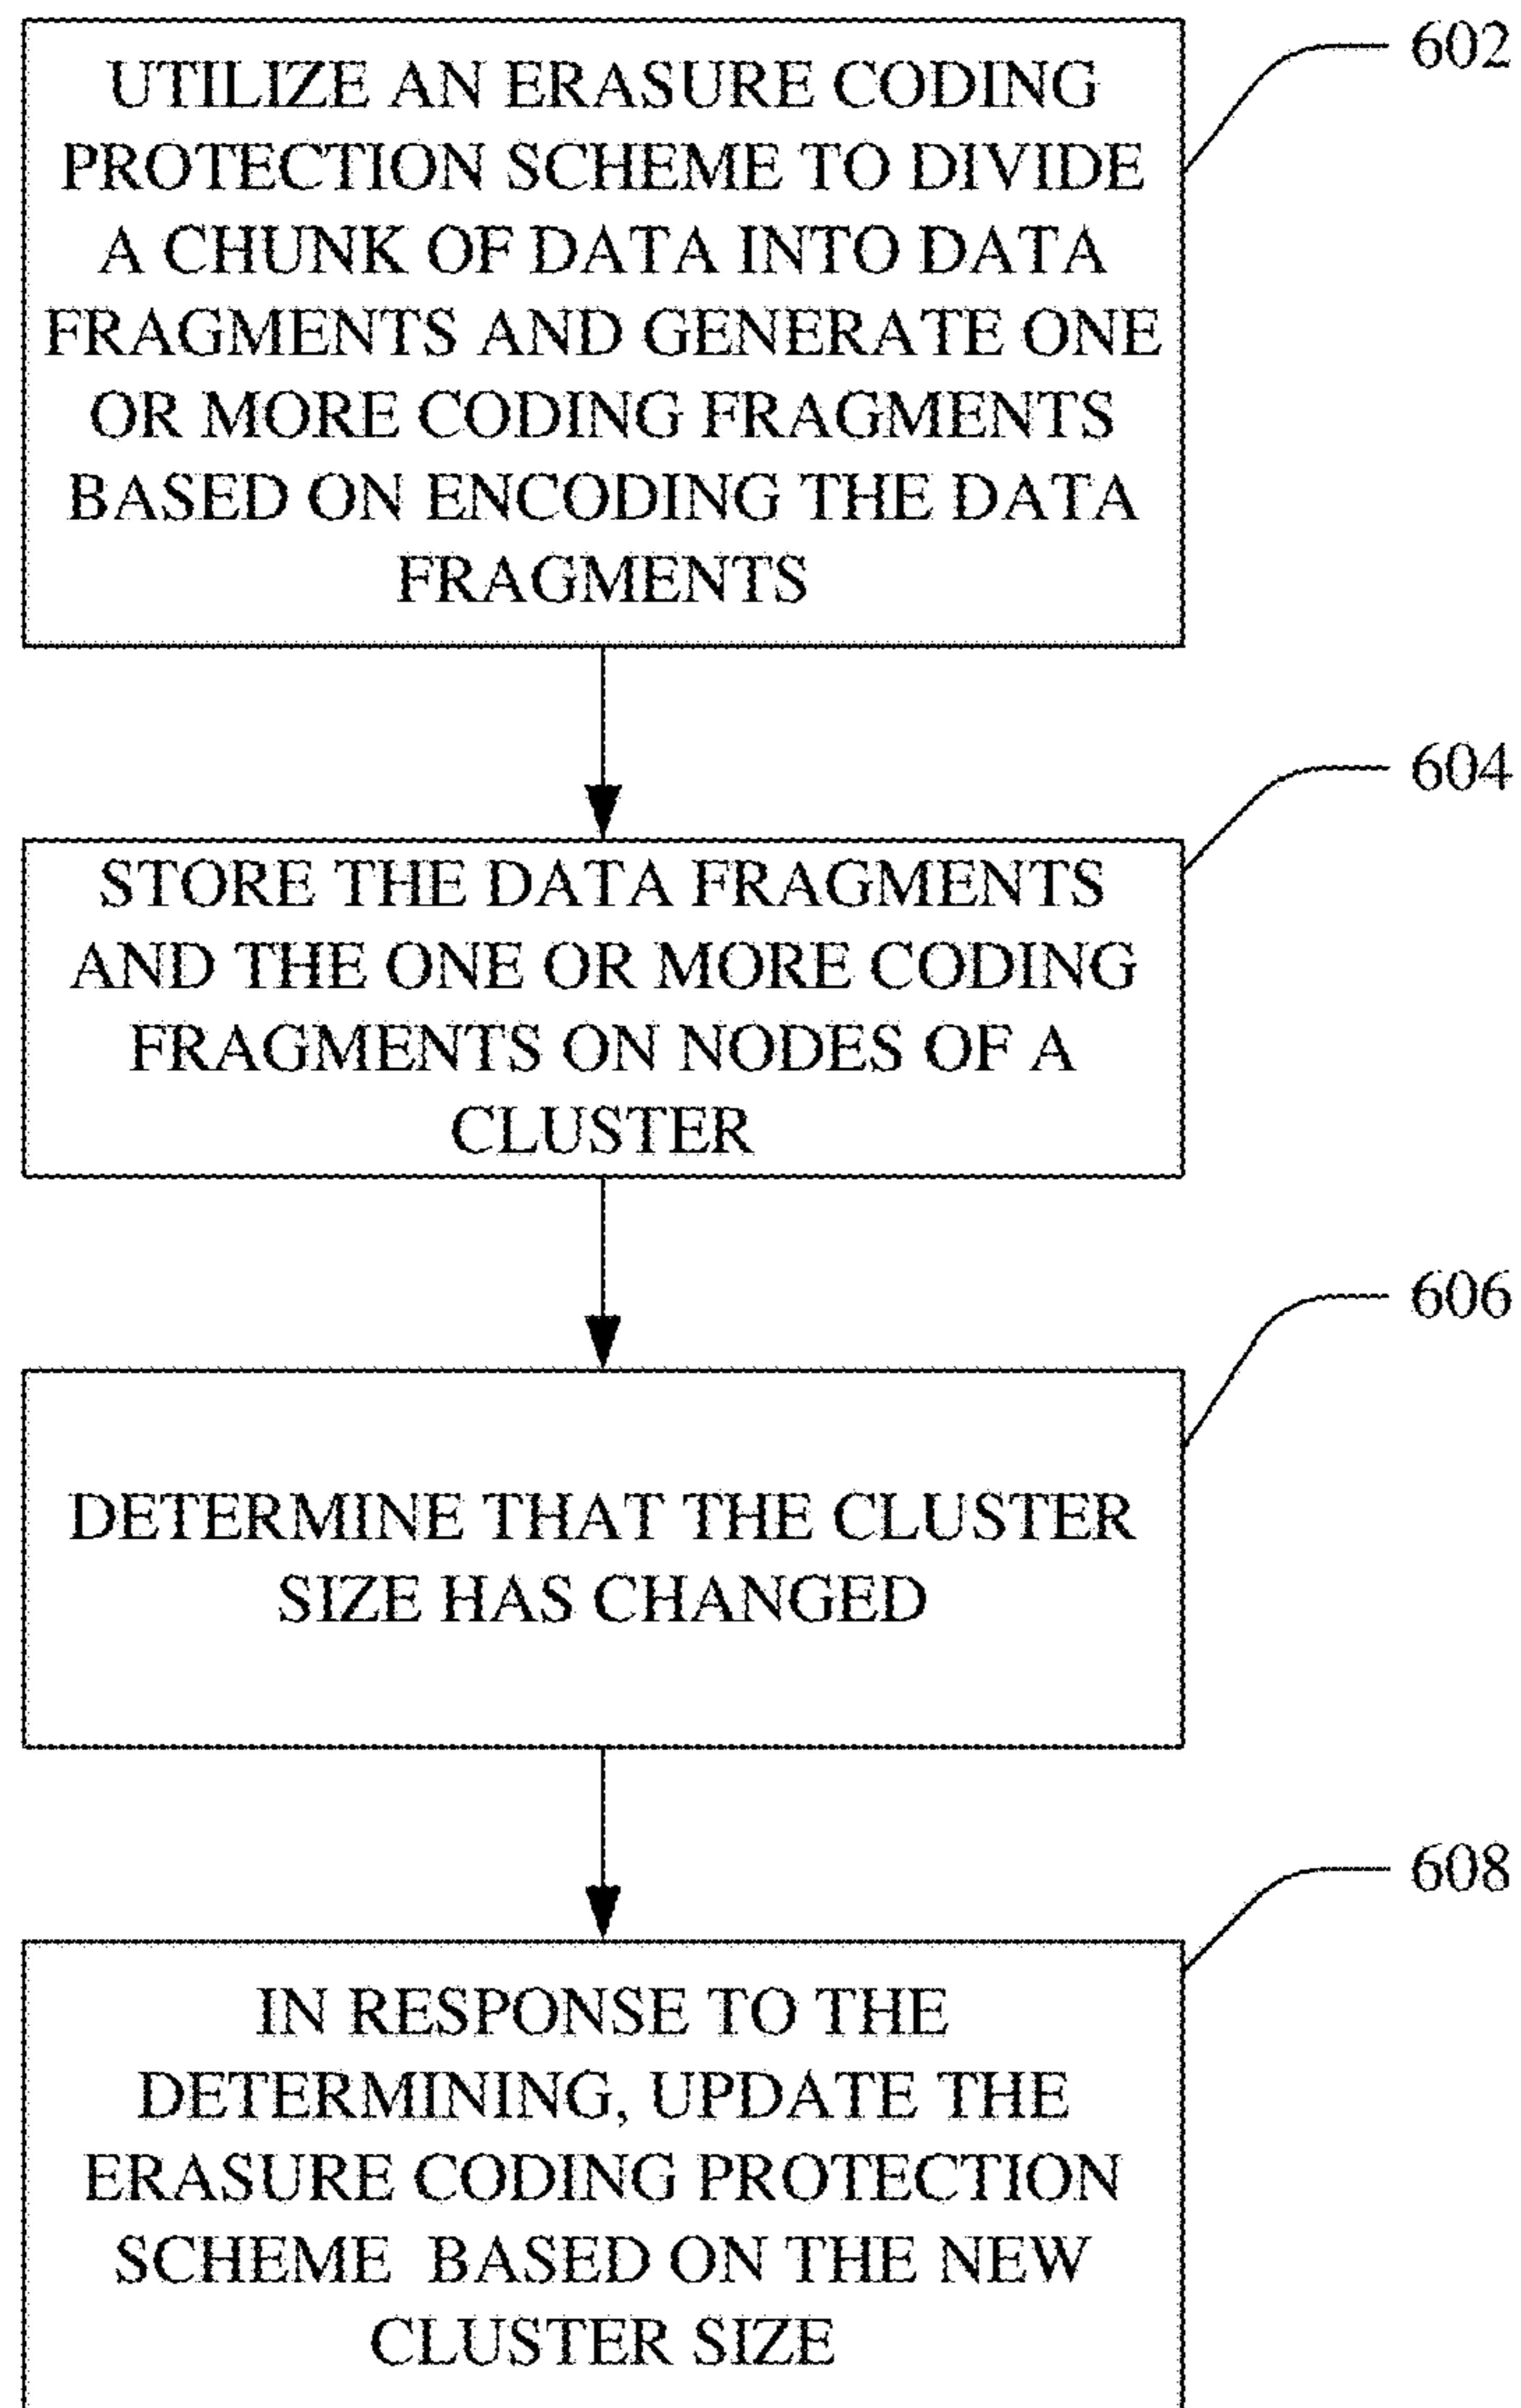 602
UTILIZE AN ERASURE CODING
PROTECTION SCHEME TO DIVIDE
A CHUNK OF DATA INTO DATA
FRAGMENTS AND GENERATE ONE
OR MORE CODING FRAGMENTS
BASED ON ENCODING THE DATA
FRAGMENTS
604
STORE THE DATA FRAGMENTS
AND THE ONE OR MORE CODING
FRAGMENTS ON NODES OF A
CLUSTER
606
DETERMINE THAT THE CLUSTER
SIZE HAS CHANGED
608
IN RESPONSE TO THE
DETERMINING, UPDATE THE
ERASURE CODING PROTECTION
SCHEME BASED ON THE NEW
CLUSTER SIZE